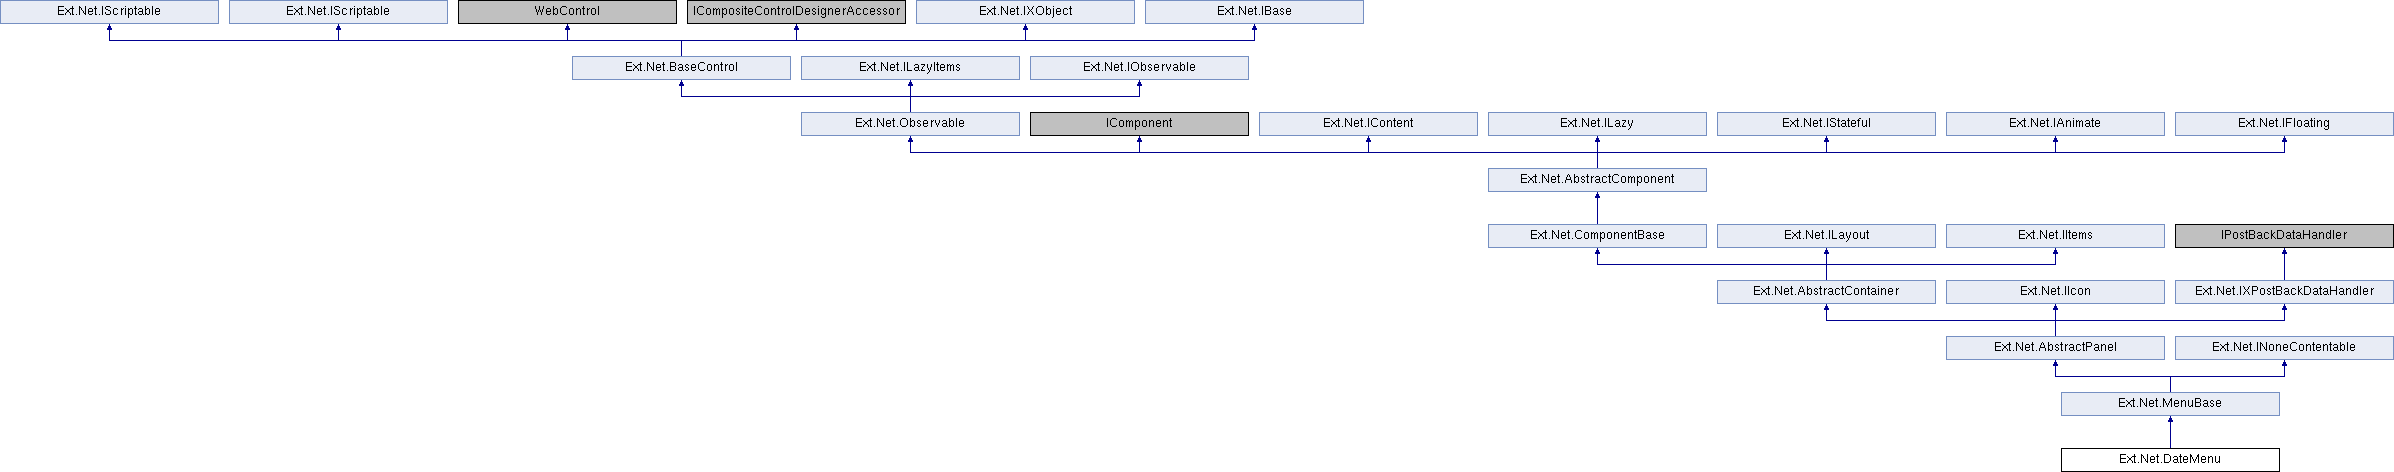 Ext.Net.IScriptable
Ext.Net.IScriptable
WebControl
ICompositeControlDesignerAccessor
Ext.Net.IXObject
Ext.Net.IBase
Ext.Net.BaseControl
Ext.Net.ILazyItems
Ext.Net.IObservable
Ext.Net.Observable
IComponent
Ext.Net.IContent
Ext.Net.ILazy
Ext.Net.IStateful
Ext.Net.IAnimate
Ext.Net.IFloating
Ext.Net.AbstractComponent
Ext.Net.ComponentBase
Ext.Net.ILayout
Ext.Net.IItems
IPostBackDataHandler
Ext.Net.AbstractContainer
Ext.Net.IIcon
Ext.Net.IXPostBackDataHandler
Ext.Net.AbstractPanel
Ext.Net.INoneContentable
Ext.Net.MenuBase
Ext.Net.DateMenu